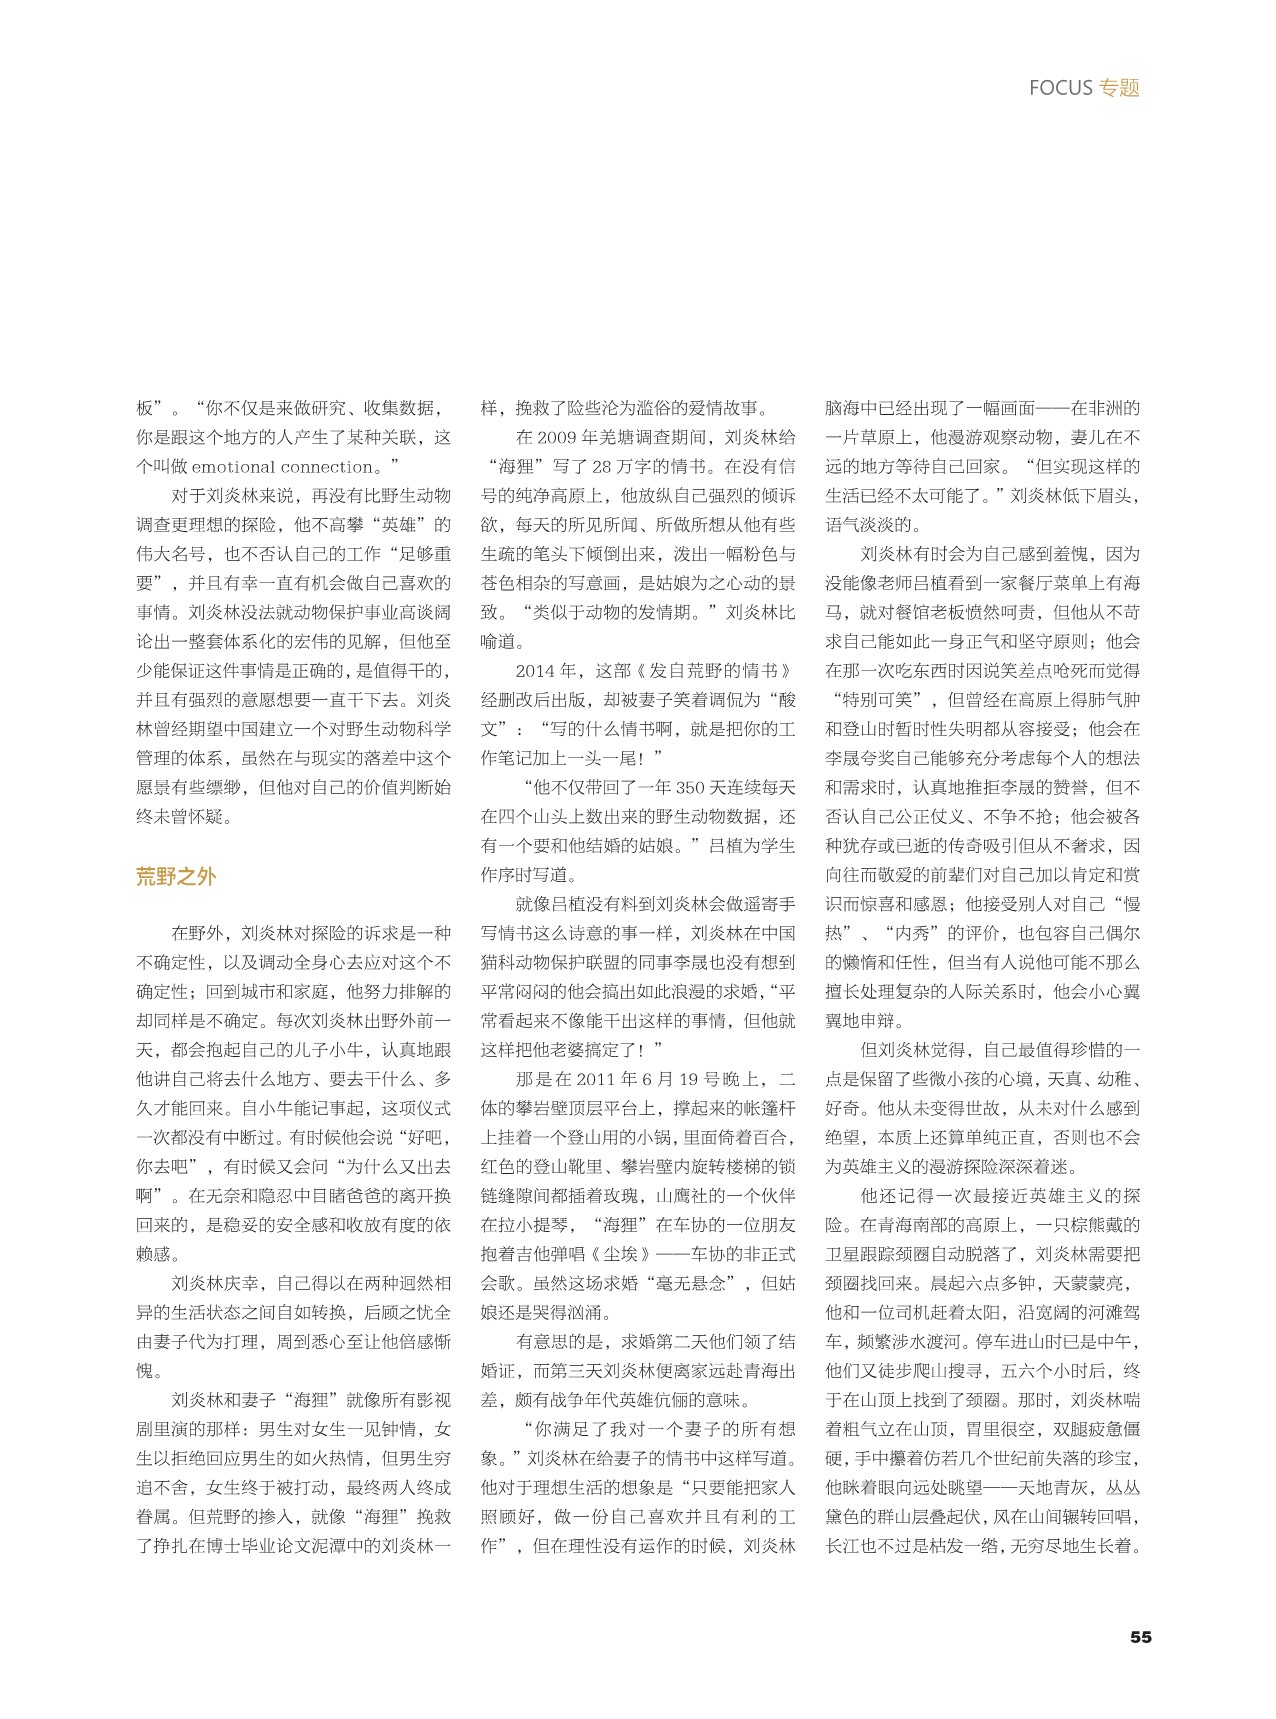 FOCUS 专题
板”。“你不仅是来做研究、收集数据，
你是跟这个地方的人产生了某种关联，这
个叫做 emotional connection。”
对于刘炎林来说，再没有比野生动物
调查更理想的探险，他不高攀“英雄”的
伟大名号，也不否认自己的工作“足够重
要”，并且有幸一直有机会做自己喜欢的
事情。刘炎林没法就动物保护事业高谈阔
论出一整套体系化的宏伟的见解，但他至
少能保证这件事情是正确的，是值得干的，
并且有强烈的意愿想要一直干下去。刘炎
林曾经期望中国建立一个对野生动物科学
管理的体系，虽然在与现实的落差中这个
愿景有些缥缈，但他对自己的价值判断始
终未曾怀疑。
荒野之外
在野外，刘炎林对探险的诉求是一种
不确定性，以及调动全身心去应对这个不
确定性；回到城市和家庭，他努力排解的
却同样是不确定。每次刘炎林出野外前一
天，都会抱起自己的儿子小牛，认真地跟
他讲自己将去什么地方、要去干什么、多
久才能回来。自小牛能记事起，这项仪式
一次都没有中断过。有时候他会说“好吧，
你去吧”，有时候又会问“为什么又出去
啊”。在无奈和隐忍中目睹爸爸的离开换
回来的，是稳妥的安全感和收放有度的依
赖感。
刘炎林庆幸，自己得以在两种迥然相
异的生活状态之间自如转换，后顾之忧全
由妻子代为打理，周到悉心至让他倍感惭
愧。
刘炎林和妻子“海狸”就像所有影视
剧里演的那样：男生对女生一见钟情，女
生以拒绝回应男生的如火热情，但男生穷
追不舍，女生终于被打动，最终两人终成
眷属。但荒野的掺入，就像“海狸”挽救
了挣扎在博士毕业论文泥潭中的刘炎林一
样，挽救了险些沦为滥俗的爱情故事。
在 2009 年羌塘调查期间，刘炎林给
“海狸”写了 28 万字的情书。在没有信
号的纯净高原上，他放纵自己强烈的倾诉
欲，每天的所见所闻、所做所想从他有些
生疏的笔头下倾倒出来，泼出一幅粉色与
苍色相杂的写意画，是姑娘为之心动的景
致。“类似于动物的发情期。”刘炎林比
喻道。
2014 年，这部《发自荒野的情书》
经删改后出版，却被妻子笑着调侃为“酸
文”：“写的什么情书啊，就是把你的工
作笔记加上一头一尾！”
“他不仅带回了一年 350 天连续每天
在四个山头上数出来的野生动物数据，还
有一个要和他结婚的姑娘。”吕植为学生
作序时写道。
就像吕植没有料到刘炎林会做遥寄手
写情书这么诗意的事一样，刘炎林在中国
猫科动物保护联盟的同事李晟也没有想到
平常闷闷的他会搞出如此浪漫的求婚，“平
常看起来不像能干出这样的事情，但他就
这样把他老婆搞定了！”
那是在 2011 年 6 月 19 号晚上，二
体的攀岩壁顶层平台上，撑起来的帐篷杆
上挂着一个登山用的小锅，里面倚着百合，
红色的登山靴里、攀岩壁内旋转楼梯的锁
链缝隙间都插着玫瑰，山鹰社的一个伙伴
在拉小提琴，“海狸”在车协的一位朋友
抱着吉他弹唱《尘埃》——车协的非正式
会歌。虽然这场求婚“毫无悬念”，但姑
娘还是哭得汹涌。
有意思的是，求婚第二天他们领了结
婚证，而第三天刘炎林便离家远赴青海出
差，颇有战争年代英雄伉俪的意味。
“你满足了我对一个妻子的所有想
象。”刘炎林在给妻子的情书中这样写道。
他对于理想生活的想象是“只要能把家人
照顾好，做一份自己喜欢并且有利的工
作”，但在理性没有运作的时候，刘炎林
脑海中已经出现了一幅画面——在非洲的
一片草原上，他漫游观察动物，妻儿在不
远的地方等待自己回家。“但实现这样的
生活已经不太可能了。”刘炎林低下眉头，
语气淡淡的。
刘炎林有时会为自己感到羞愧，因为
没能像老师吕植看到一家餐厅菜单上有海
马，就对餐馆老板愤然呵责，但他从不苛
求自己能如此一身正气和坚守原则；他会
在那一次吃东西时因说笑差点呛死而觉得
“特别可笑”，但曾经在高原上得肺气肿
和登山时暂时性失明都从容接受；他会在
李晟夸奖自己能够充分考虑每个人的想法
和需求时，认真地推拒李晟的赞誉，但不
否认自己公正仗义、不争不抢；他会被各
种犹存或已逝的传奇吸引但从不奢求，因
向往而敬爱的前辈们对自己加以肯定和赏
识而惊喜和感恩；他接受别人对自己“慢
热”、“内秀”的评价，也包容自己偶尔
的懒惰和任性，但当有人说他可能不那么
擅长处理复杂的人际关系时，他会小心翼
翼地申辩。
但刘炎林觉得，自己最值得珍惜的一
点是保留了些微小孩的心境，天真、幼稚、
好奇。他从未变得世故，从未对什么感到
绝望，本质上还算单纯正直，否则也不会
为英雄主义的漫游探险深深着迷。
他还记得一次最接近英雄主义的探
险。在青海南部的高原上，一只棕熊戴的
卫星跟踪颈圈自动脱落了，刘炎林需要把
颈圈找回来。晨起六点多钟，天蒙蒙亮，
他和一位司机赶着太阳，沿宽阔的河滩驾
车，频繁涉水渡河。停车进山时已是中午，
他们又徒步爬山搜寻，五六个小时后，终
于在山顶上找到了颈圈。那时，刘炎林喘
着粗气立在山顶，胃里很空，双腿疲惫僵
硬，手中攥着仿若几个世纪前失落的珍宝，
他眯着眼向远处眺望——天地青灰，丛丛
黛色的群山层叠起伏，风在山间辗转回唱，
长江也不过是枯发一绺，无穷尽地生长着。
55